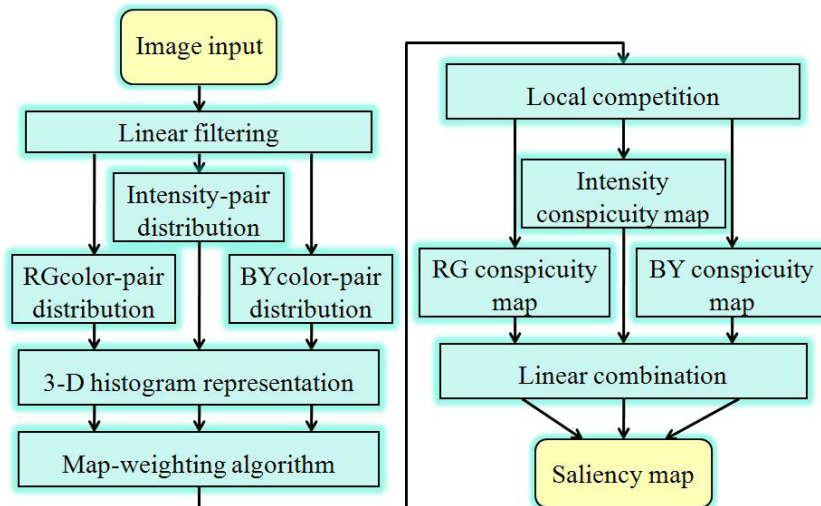 Image input
Linear filtering
Intensity-pair
distribution
RGcolor-pair
distribution
BYcolor-pair
distribution
3-D histogram representation
Map-weighting algorithm
Local competition
Intensity
conspicuity map
RG conspicuity
map
BY conspicuity
map
Linear combination
Saliency map